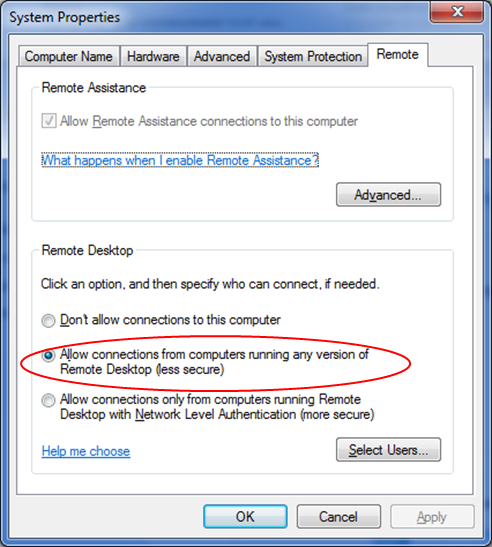 System Properties
Computer Name Hardware Advanced System Protection Remote
Remote Assistance
Allow Remote Assistance connections to this computer
What happens when I enable Remote Assistance?
Advanced...
Remote Desktop
Click an option, and then specify who can connect, if needed.
Don't allow connections to this computer
Allow connections from computers running any version of
Remote Desktop (less secure)
Allow connections only from computers running Remote
Desktop with Network Level Authentication (more secure)
Help me choose Select Users...
OK Cancel Apply